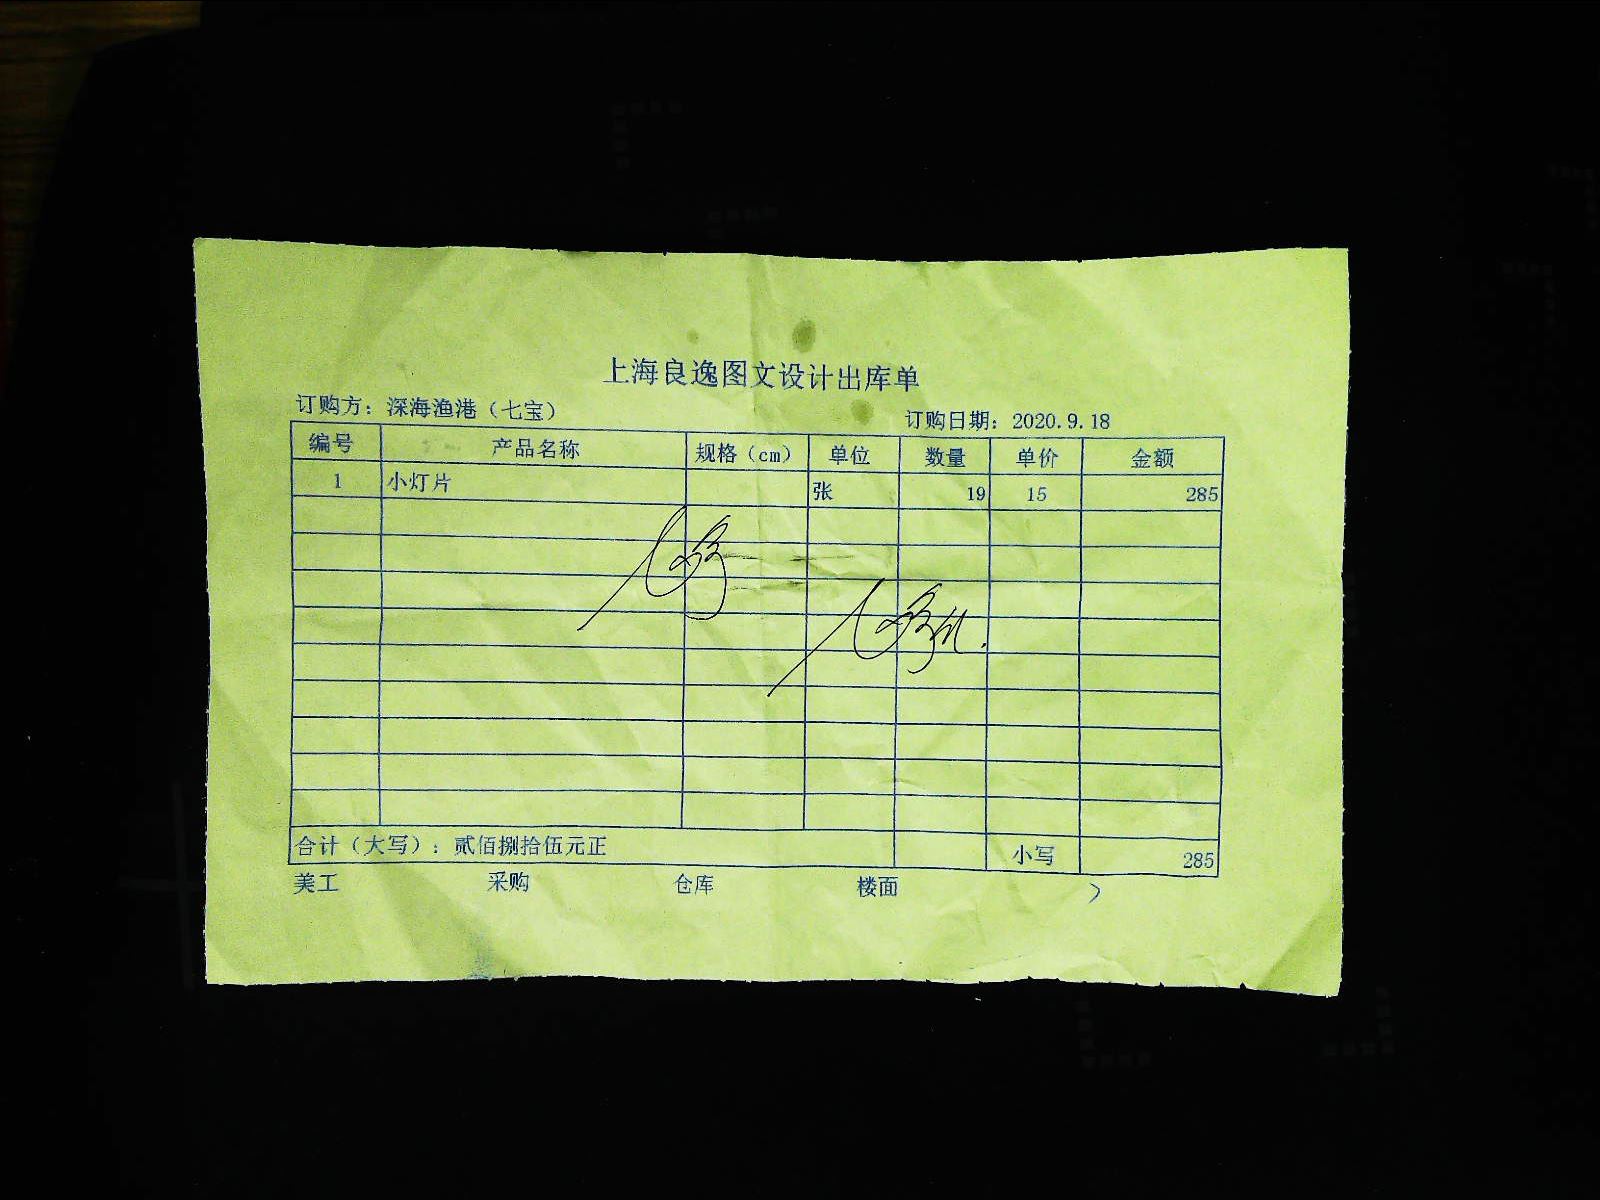 上海良逸图文设计出库单
订购方：深海渔港（七宝） 订购日期：2020.9.18
编号 产品名称 规格（cm） 单位 数量 单价 金额
1 小灯片 张 19 15 285
合计（大写）：贰佰捌拾伍元正 小写 285
美工 采购 仓库 楼面